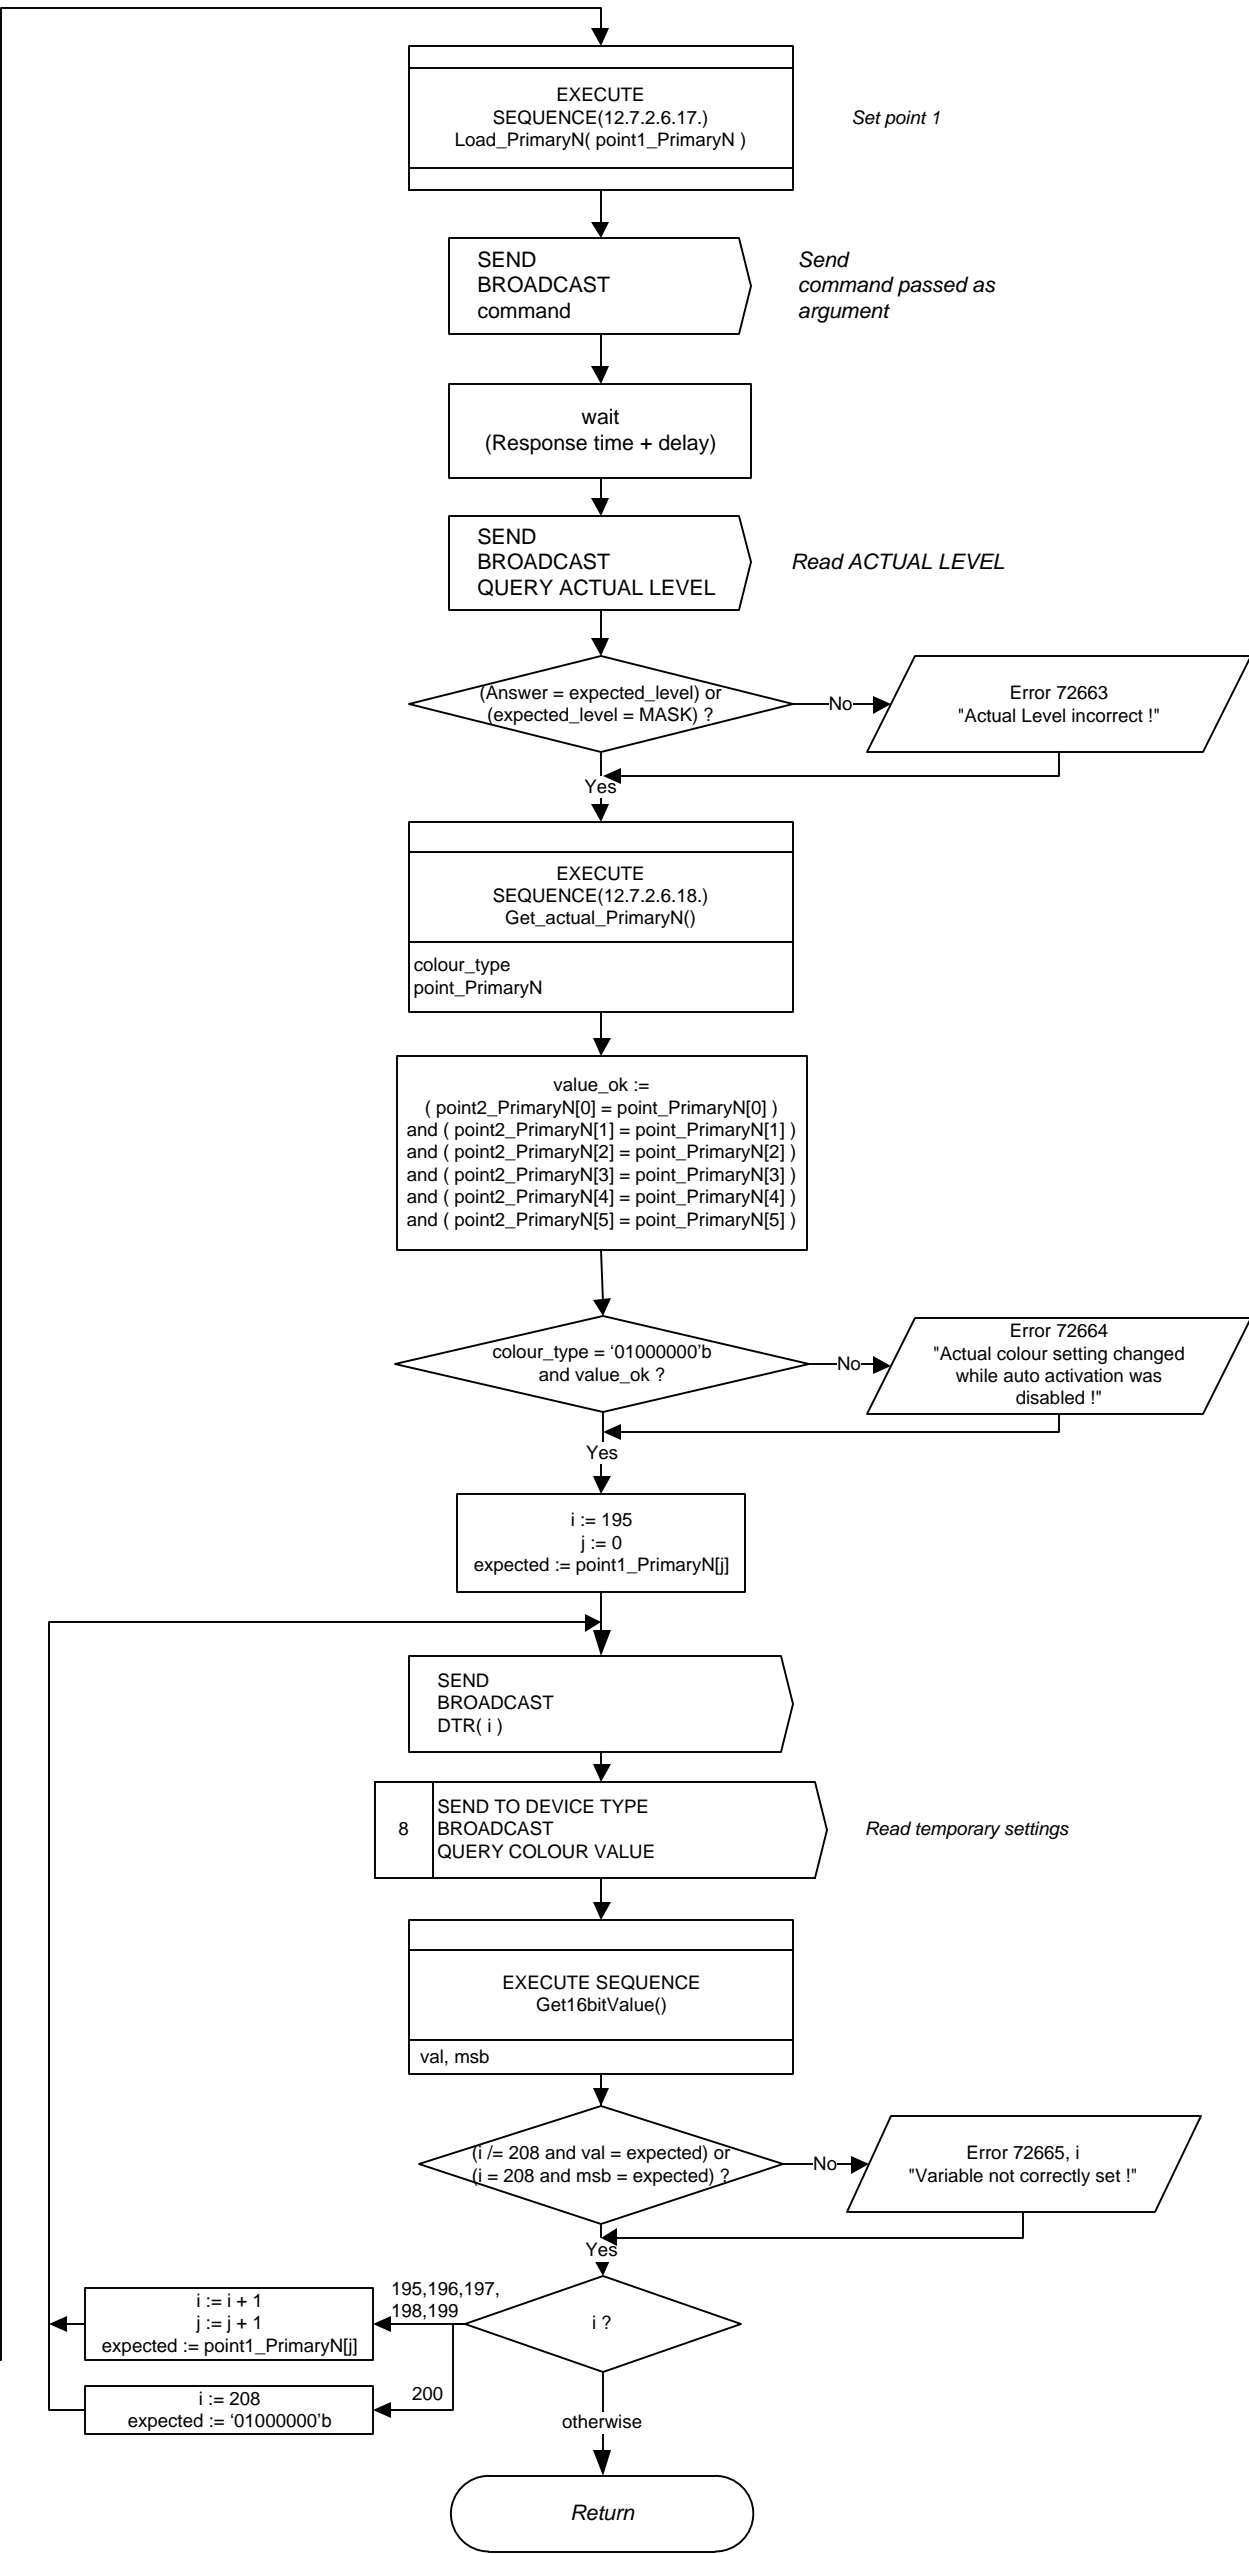 EXECUTE
SEQUENCE(12.7.2.6.17.)
Load_PrimaryN( point1_PrimaryN )
Set point 1
SEND
BROADCAST
command
Send
command passed as
argument
wait
(Response time + delay)
SEND
BROADCAST
QUERY ACTUAL LEVEL
Read ACTUAL LEVEL
(Answer = expected_level) or
(expected_level = MASK) ?
No
Error 72663
"Actual Level incorrect !"
Yes
EXECUTE
SEQUENCE(12.7.2.6.18.)
Get_actual_PrimaryN()
colour_type
point_PrimaryN
value_ok :=
( point2_PrimaryN[0] = point_PrimaryN[0] )
and ( point2_PrimaryN[1] = point_PrimaryN[1] )
and ( point2_PrimaryN[2] = point_PrimaryN[2] )
and ( point2_PrimaryN[3] = point_PrimaryN[3] )
and ( point2_PrimaryN[4] = point_PrimaryN[4] )
and ( point2_PrimaryN[5] = point_PrimaryN[5] )
colour_type = ‘01000000’b
and value_ok ?
No
Error 72664
"Actual colour setting changed
while auto activation was
disabled !"
Yes
i := 195
j := 0
expected := point1_PrimaryN[j]
SEND
BROADCAST
DTR( i )
8
SEND TO DEVICE TYPE
BROADCAST
QUERY COLOUR VALUE
Read temporary settings
EXECUTE SEQUENCE
Get16bitValue()
val, msb
(i /= 208 and val = expected) or
(i = 208 and msb = expected) ?
No
Error 72665, i
"Variable not correctly set !"
Yes
195,196,197,
198,199
i ?
i := i + 1
j := j + 1
expected := point1_PrimaryN[j]
200
i := 208
expected := ‘01000000’b
otherwise
Return